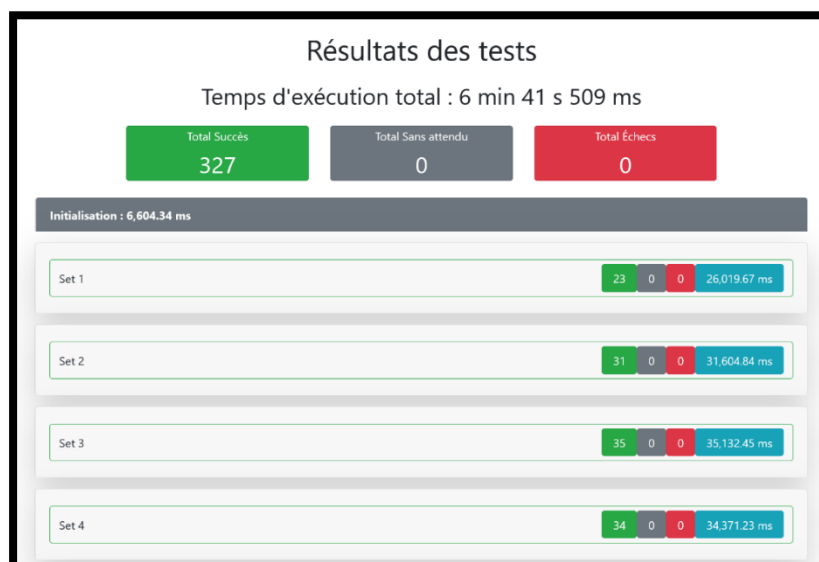 Résultats des tests
Temps d'exécution total : 6 min 41 s 509 ms
Total Succès Total Sans attendu Total Échecs
327 0 0
Initialisation : 6,604.34 ms
Set 1 23 0 0 26,019.67 ms
Set 2 31 0 0 31,604.84 ms
Set 3 35 0 0 35,132.45 ms
Set 4 34 0 0 34,371.23 ms